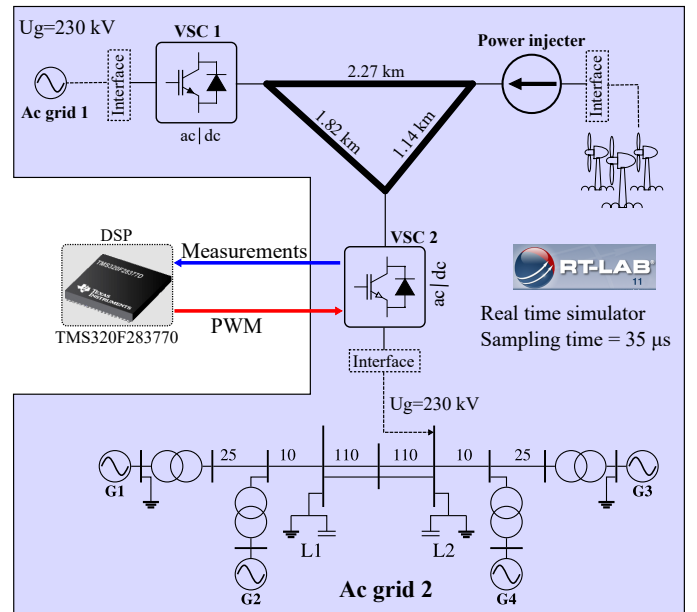 Ug=230 kV
VSC 1
Power injecter
Interface
2.27 km
Interface
Ac grid 1
1.82 km
1.14 km
ac|dc
DSP
VSC 2
TMS320F283770
TEXAS
INSTRUMENTS
Measurements
ac|dc
RT-LAB
11
PWM
Real time simulator
TMS320F283770
Sampling time = 35 μs
Interface
Ug=230 kV
25
10
110
110
10
25
G1
G3
L1
L2
G2
Ac grid 2
G4